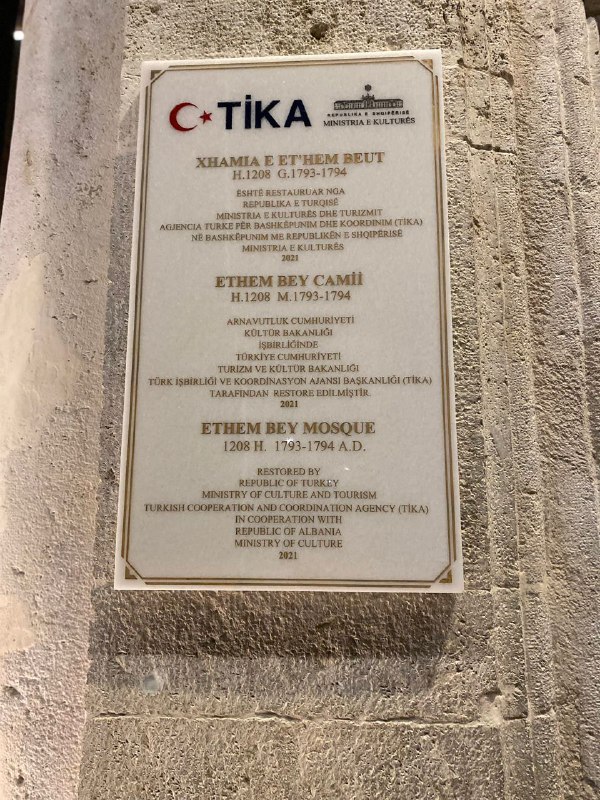 TİKA
REPUBLIKA E SHQIPËRISË
MINISTRIA E KULTURËS
XHAMIA E ET'HEM BEUT
H.1208 G.1793-1794
ËSHTË RESTAURUAR NGA
REPUBLIKA E TURQISË
MINISTRIA E KULTURËS DHE TURIZMIT
AGJENCIA TURKE PËR BASHKËPUNIM DHE KOORDINIM (TİKA)
NË BASHKËPUNIM ME REPUBLIKËN E SHQIPËRISË
MINISTRIA E KULTURËS
2021
ETHEM BEY CAMİİ
H.1208 M.1793-1794
ARNAVUTLUK CUMHURİYETİ
KÜLTÜR BAKANLIĞI
İŞBİRLİĞİNDE
TÜRKİYE CUMHURİYETİ
TURİZM VE KÜLTÜR BAKANLIĞI
TÜRK İŞBİRLİĞİ VE KOORDİNASYON AJANSI BAŞKANLIĞI (TİKA)
TARAFINDAN RESTORE EDİLMİŞTİR.
2021
ETHEM BEY MOSQUE
1208 H. 1793-1794 A.D.
RESTORED BY
REPUBLIC OF TURKEY
MINISTRY OF CULTURE AND TOURISM
TURKISH COOPERATION AND COORDINATION AGENCY (TİKA)
IN COOPERATION WITH
REPUBLIC OF ALBANIA
MINISTRY OF CULTURE
2021